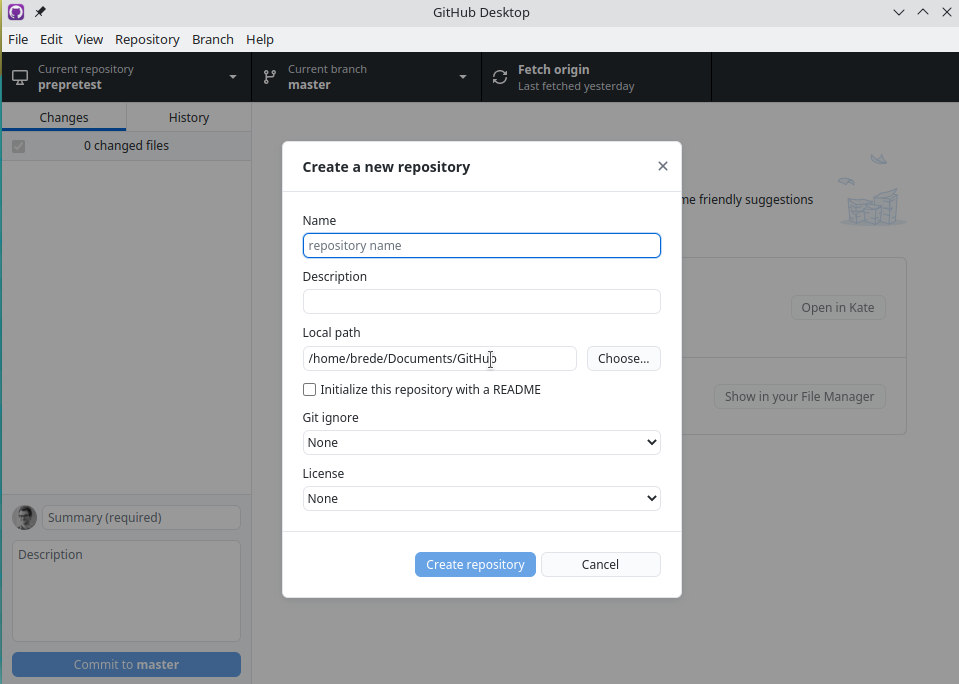 GitHub Desktop
File Edit View Repository Branch Help
Current repository
prepretest
Current branch
master
Fetch origin
Last fetched yesterday
Changes History
0 changed files
Create a new repository
me friendly suggestions
Name
repository name
Description
Local path
/home/brede/Documents/GitHub
Choose...
Initialize this repository with a README
Git ignore
None
License
None
Create repository Cancel
Open in Kate
Show in your File Manager
Summary (required)
Description
Commit to master